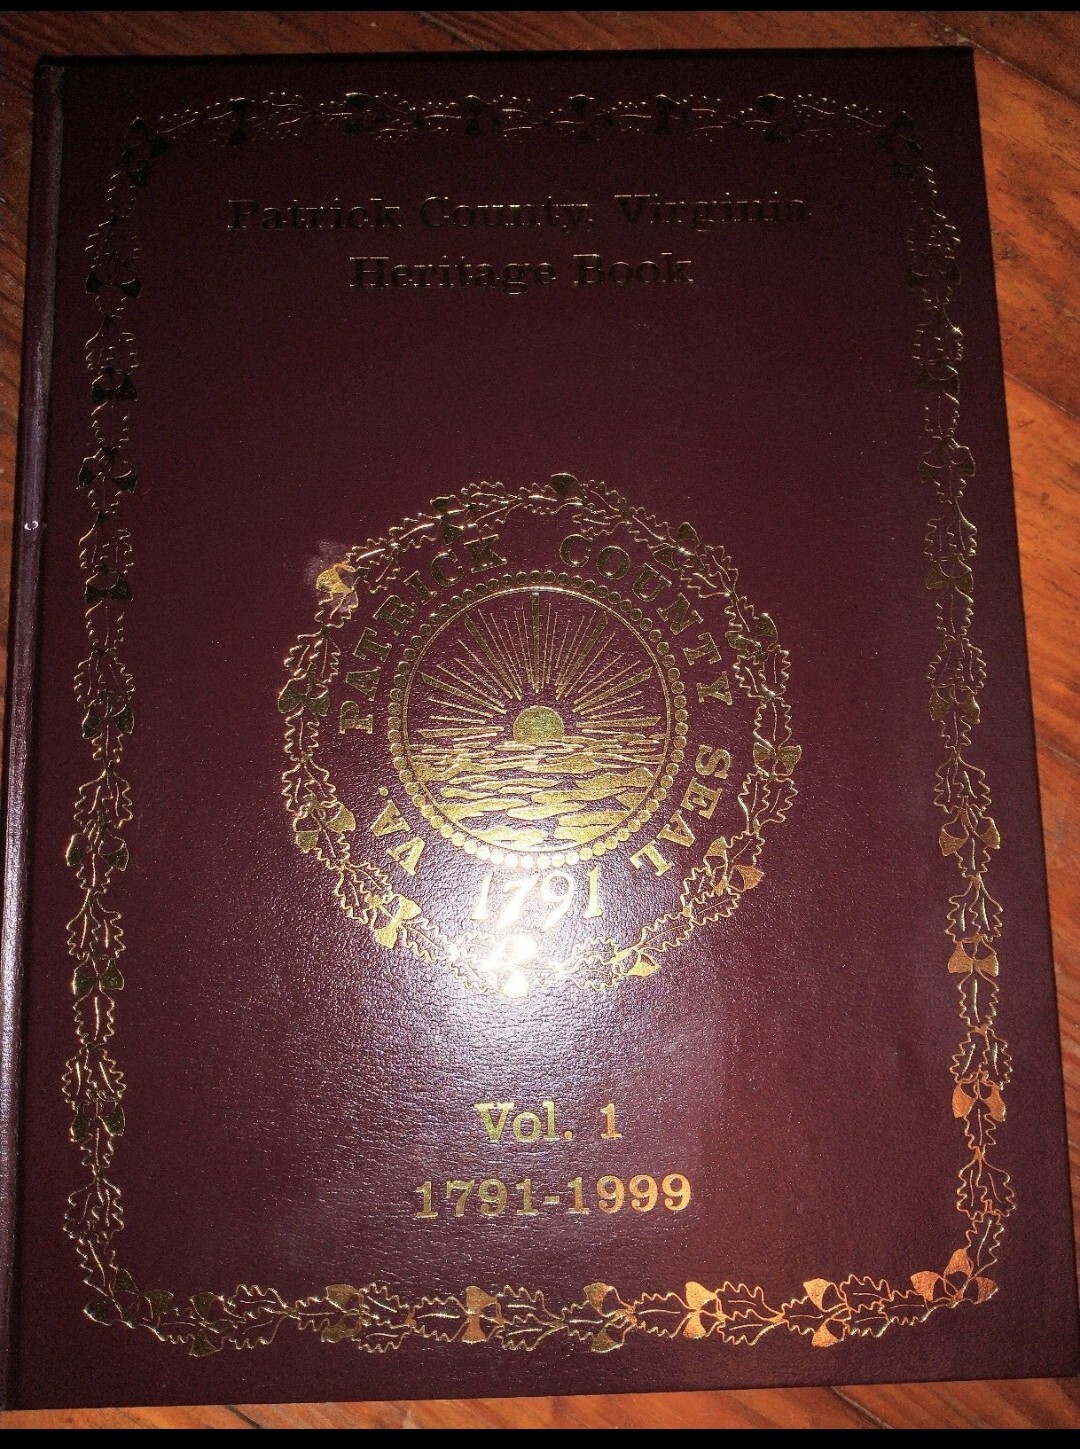 Patrick County, Virginia
Heritage Book
PATRICK COUNTY SEAL
VA.
1791
Vol. 1
1791-1999